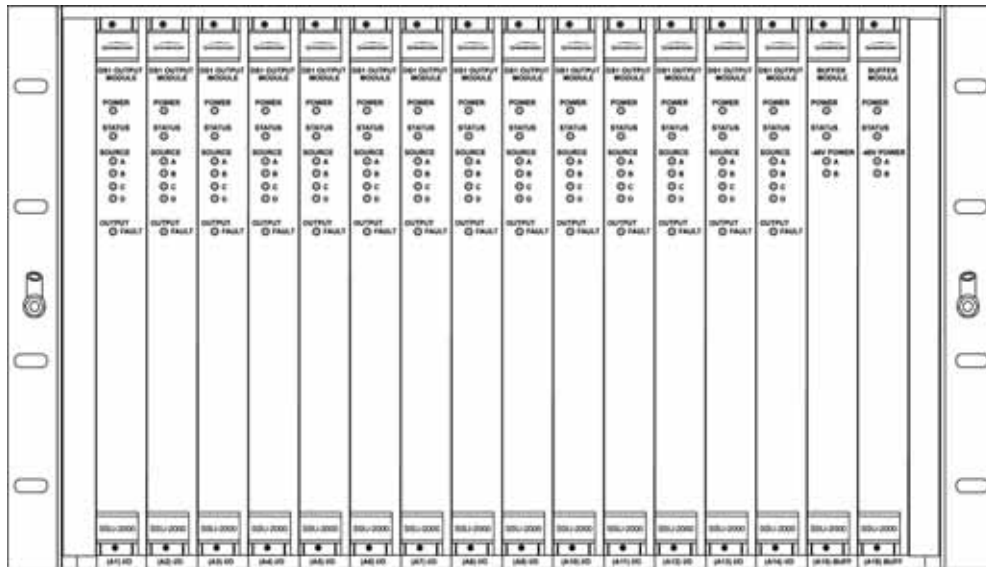 DS1 OUTPUT MODULE DS1 OUTPUT MODULE DS1 OUTPUT MODULE DS1 OUTPUT MODULE DS1 OUTPUT MODULE DS1 OUTPUT MODULE DS1 OUTPUT MODULE DS1 OUTPUT MODULE DS1 OUTPUT MODULE DS1 OUTPUT MODULE DS1 OUTPUT MODULE DS1 OUTPUT MODULE DS1 OUTPUT MODULE DS1 OUTPUT MODULE BUFFER MODULE BUFFER MODULE
POWER POWER POWER POWER POWER POWER POWER POWER POWER POWER POWER POWER POWER POWER POWER POWER
STATUS STATUS STATUS STATUS STATUS STATUS STATUS STATUS STATUS STATUS STATUS STATUS STATUS STATUS STATUS STATUS
SOURCE SOURCE SOURCE SOURCE SOURCE SOURCE SOURCE SOURCE SOURCE SOURCE SOURCE SOURCE SOURCE SOURCE -48V POWER -48V POWER
A A A A A A A A A A A A A A A A
B B B B B B B B B B B B B B B B
C C C C C C C C C C C C C C
D D D D D D D D D D D D D D
OUTPUT OUTPUT OUTPUT OUTPUT OUTPUT OUTPUT OUTPUT OUTPUT OUTPUT OUTPUT OUTPUT OUTPUT OUTPUT OUTPUT
FAULT FAULT FAULT FAULT FAULT FAULT FAULT FAULT FAULT FAULT FAULT FAULT FAULT FAULT
SSU-2000 SSU-2000 SSU-2000 SSU-2000 SSU-2000 SSU-2000 SSU-2000 SSU-2000 SSU-2000 SSU-2000 SSU-2000 SSU-2000 SSU-2000 SSU-2000 SSU-2000 SSU-2000
(A1) I/O (A2) I/O (A3) I/O (A4) I/O (A5) I/O (A6) I/O (A7) I/O (A8) I/O (A9) I/O (A10) I/O (A11) I/O (A12) I/O (A13) I/O (A14) I/O (A15) BUFF (A16) BUFF